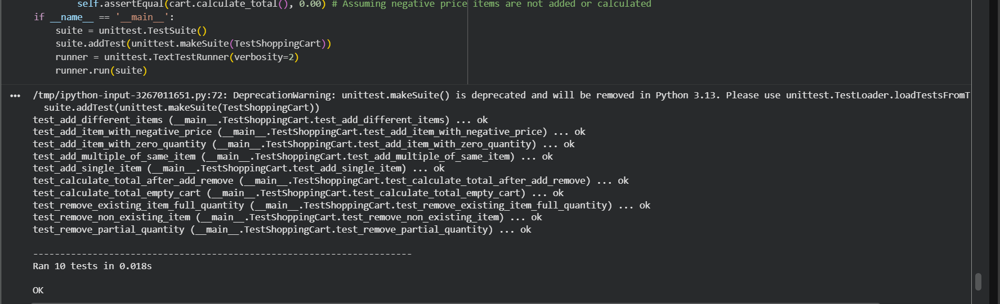 self.assertEqual(cart.calculate_total(), 0.00) # Assuming negative price items are not added or calculated
if __name__ == '__main__':
    suite = unittest.TestSuite()
    suite.addTest(unittest.makeSuite(TestShoppingCart))
    runner = unittest.TextTestRunner(verbosity=2)
    runner.run(suite)
/tmp/ipython-input-3267011651.py:72: DeprecationWarning: unittest.makeSuite() is deprecated and will be removed in Python 3.13. Please use unittest.TestLoader.loadTestsFromT
  suite.addTest(unittest.makeSuite(TestShoppingCart))
test_add_different_items (__main__.TestShoppingCart.test_add_different_items) ... ok
test_add_item_with_negative_price (__main__.TestShoppingCart.test_add_item_with_negative_price) ... ok
test_add_item_with_zero_quantity (__main__.TestShoppingCart.test_add_item_with_zero_quantity) ... ok
test_add_multiple_of_same_item (__main__.TestShoppingCart.test_add_multiple_of_same_item) ... ok
test_add_single_item (__main__.TestShoppingCart.test_add_single_item) ... ok
test_calculate_total_after_add_remove (__main__.TestShoppingCart.test_calculate_total_after_add_remove) ... ok
test_calculate_total_empty_cart (__main__.TestShoppingCart.test_calculate_total_empty_cart) ... ok
test_remove_existing_item_full_quantity (__main__.TestShoppingCart.test_remove_existing_item_full_quantity) ... ok
test_remove_non_existing_item (__main__.TestShoppingCart.test_remove_non_existing_item) ... ok
test_remove_partial_quantity (__main__.TestShoppingCart.test_remove_partial_quantity) ... ok
----------------------------------------------------------------------
Ran 10 tests in 0.018s
OK